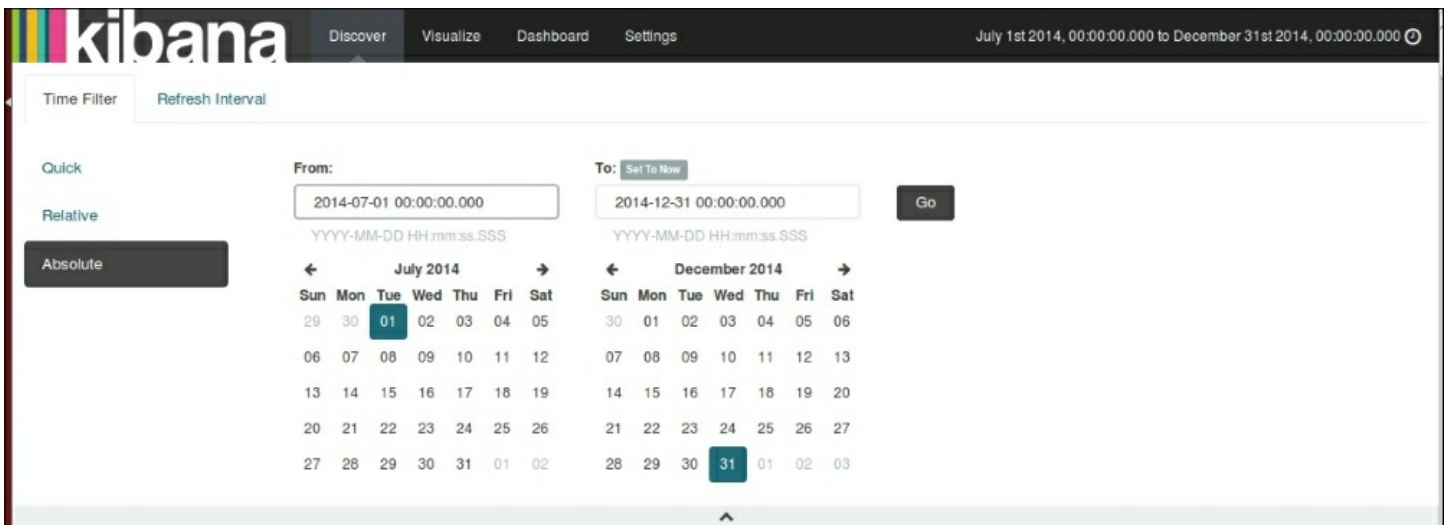 kibana Discover Visualize Dashboard Settings July 1st 2014, 00:00:00.000 to December 31st 2014, 00:00:00.000
Time Filter Refresh Interval
Quick
Relative
Absolute
From:
2014-07-01 00:00:00.000
YYYY-MM-DD HH:mm:ss.SSS
July 2014
Sun Mon Tue Wed Thu Fri Sat
29 30 01 02 03 04 05
06 07 08 09 10 11 12
13 14 15 16 17 18 19
20 21 22 23 24 25 26
27 28 29 30 31 01 02
To: Set To Now
2014-12-31 00:00:00.000
YYYY-MM-DD HH:mm:ss.SSS
December 2014
Sun Mon Tue Wed Thu Fri Sat
30 01 02 03 04 05 06
07 08 09 10 11 12 13
14 15 16 17 18 19 20
21 22 23 24 25 26 27
28 29 30 31 01 02 03
Go